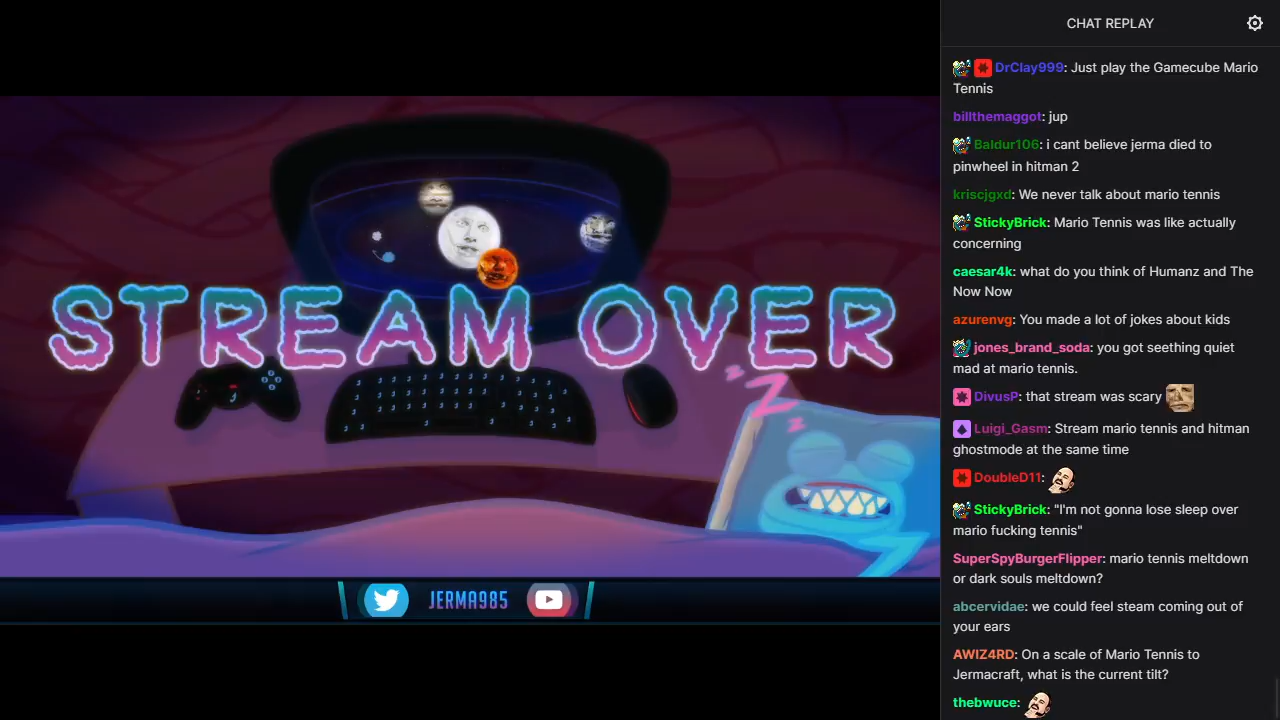 STREAM OVER
z
Z
z
JERMA985
CHAT REPLAY
DrClay999: Just play the Gamecube Mario
Tennis
billthemaggot: jup
Baldur106: i cant believe jerma died to
pinwheel in hitman 2
kriscjgxd: We never talk about mario tennis
StickyBrick: Mario Tennis was like actually
concerning
caesar4k: what do you think of Humanz and The
Now Now
azurenvg: You made a lot of jokes about kids
jones_brand_soda: you got seething quiet
mad at mario tennis.
DivusP: that stream was scary
Luigi_Gasm: Stream mario tennis and hitman
ghostmode at the same time
DoubleD11:
StickyBrick: "I'm not gonna lose sleep over
mario fucking tennis"
SuperSpyBurgerFlipper: mario tennis meltdown
or dark souls meltdown?
abcervidae: we could feel steam coming out of
your ears
AWIZ4RD: On a scale of Mario Tennis to
Jermacraft, what is the current tilt?
thebwuce: